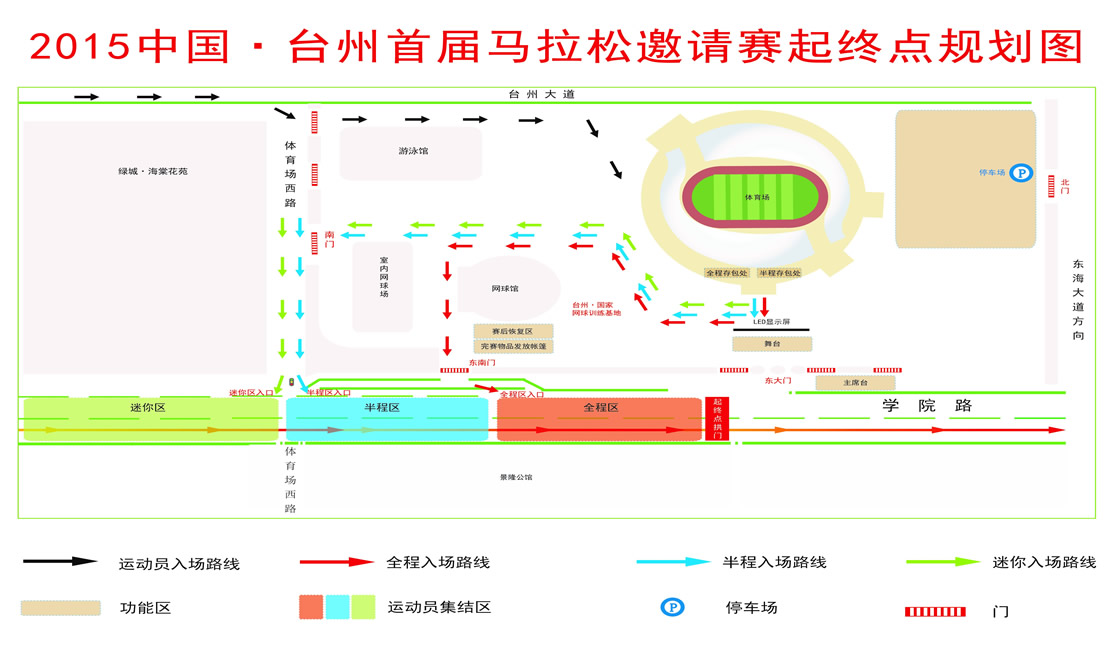 2015中国·台州首届马拉松邀请赛起终点规划图
台州大道
体育场西路
绿城·海棠花苑
游泳馆
体育场
停车场
P
北门
南门
室内网球场
网球馆
台州·国家
网球训练基地
全程存包处
半程存包处
LED显示屏
舞台
赛后恢复区
完赛物品发放帐篷
东南门
东大门
主席台
东海大道方向
迷你区入口
半程区入口
全程区入口
迷你区
半程区
全程区
起终点拱门
学院路
体育场西路
景隆公馆
运动员入场路线
全程入场路线
半程入场路线
迷你入场路线
功能区
运动员集结区
P
停车场
门